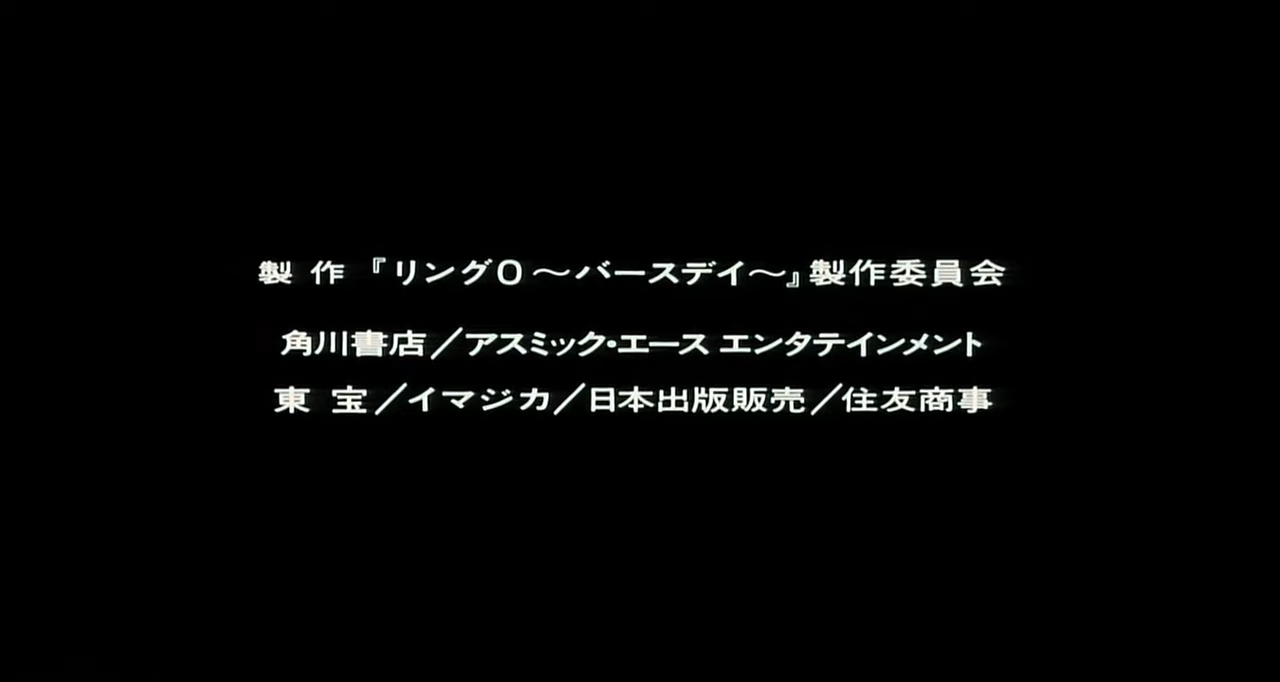 製 作 『リング0 ～バースデイ～』製作委員会
角川書店／アスミック・エース エンタテインメント
東 宝／イマジカ／日本出版販売／住友商事